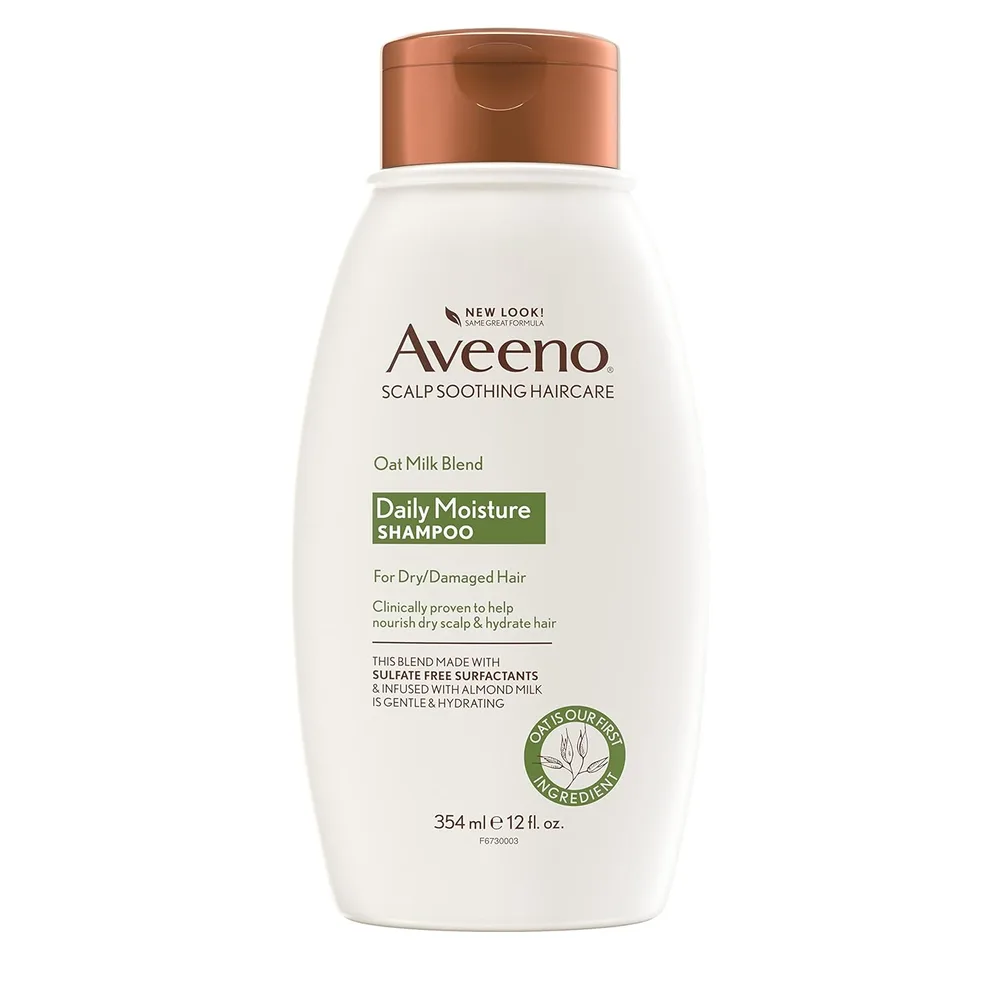 NEW LOOK!
SAME GREAT FORMULA
Aveeno®
SCALP SOOTHING HAIRCARE
Oat Milk Blend
Daily Moisture
SHAMPOO
For Dry/Damaged Hair
Clinically proven to help
nourish dry scalp & hydrate hair
THIS BLEND MADE WITH
SULFATE FREE SURFACTANTS
& INFUSED WITH ALMOND MILK
IS GENTLE & HYDRATING
OAT IS OUR FIRST
INGREDIENT
354 ml ℮ 12 fl. oz.
F6730003